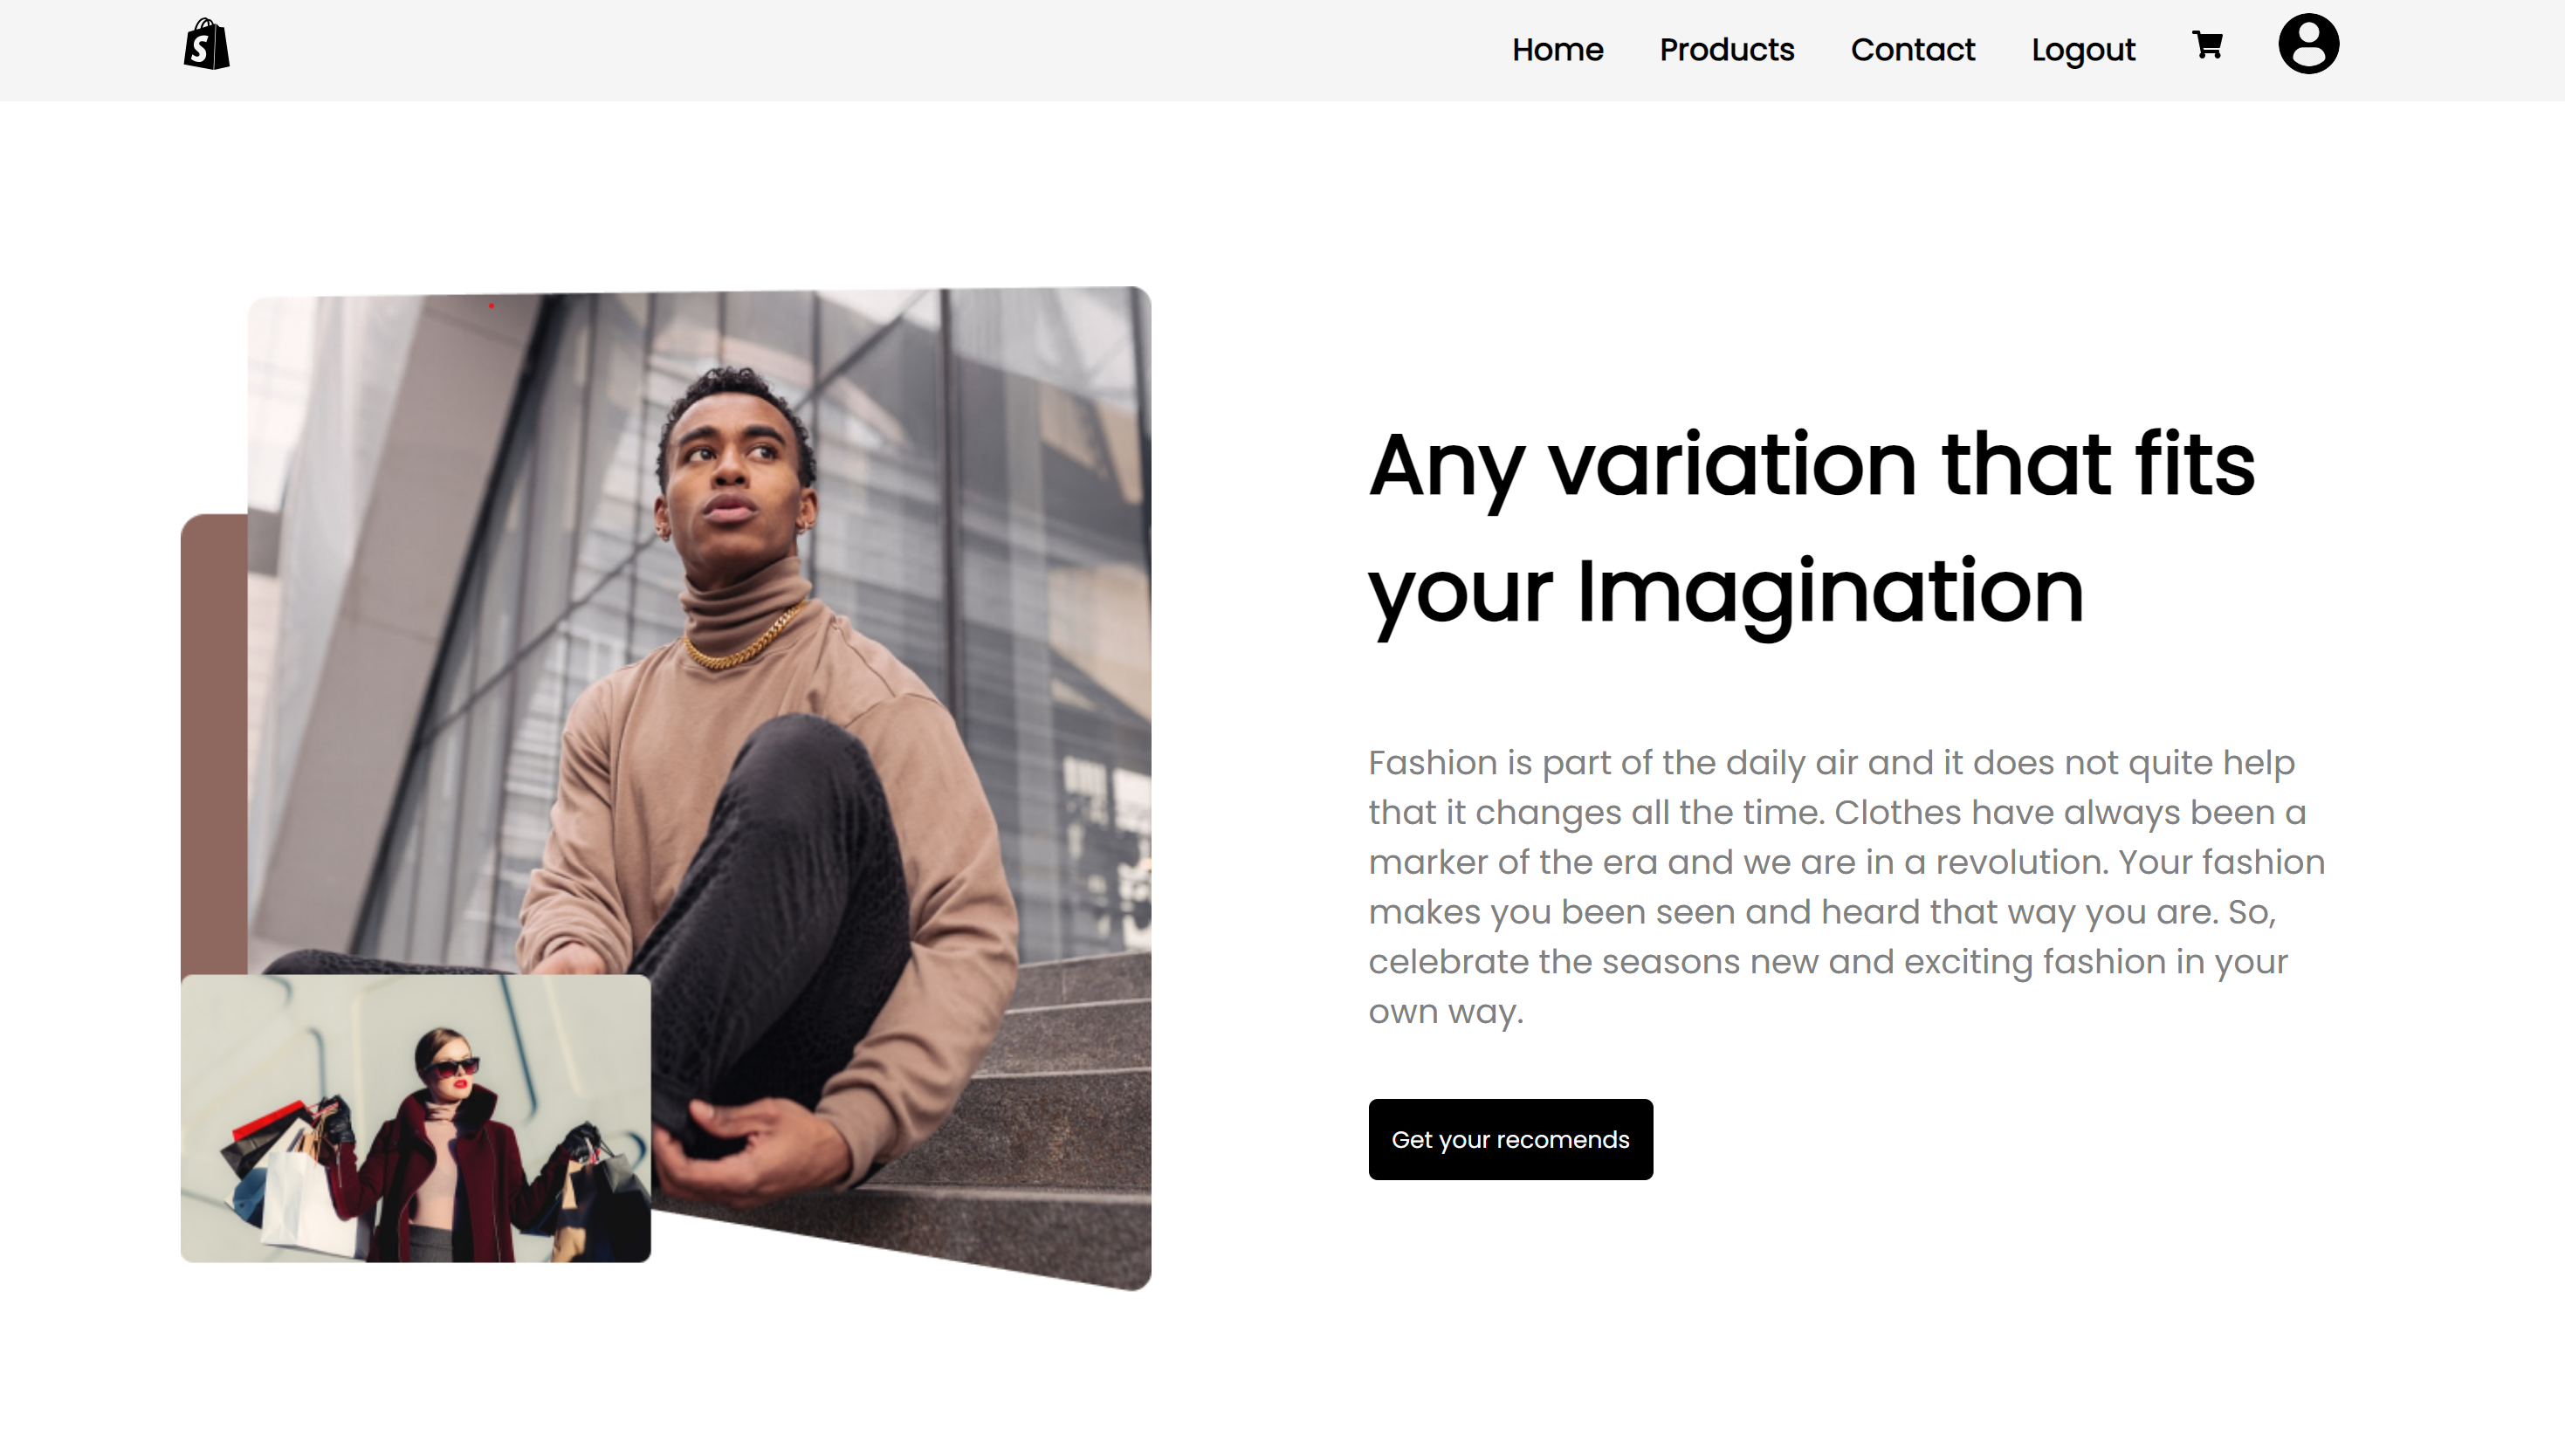 S
Home Products Contact Logout
Any variation that fits
your Imagination
Fashion is part of the daily air and it does not quite help
that it changes all the time. Clothes have always been a
marker of the era and we are in a revolution. Your fashion
makes you been seen and heard that way you are. So,
celebrate the seasons new and exciting fashion in your
own way.
Get your recomends